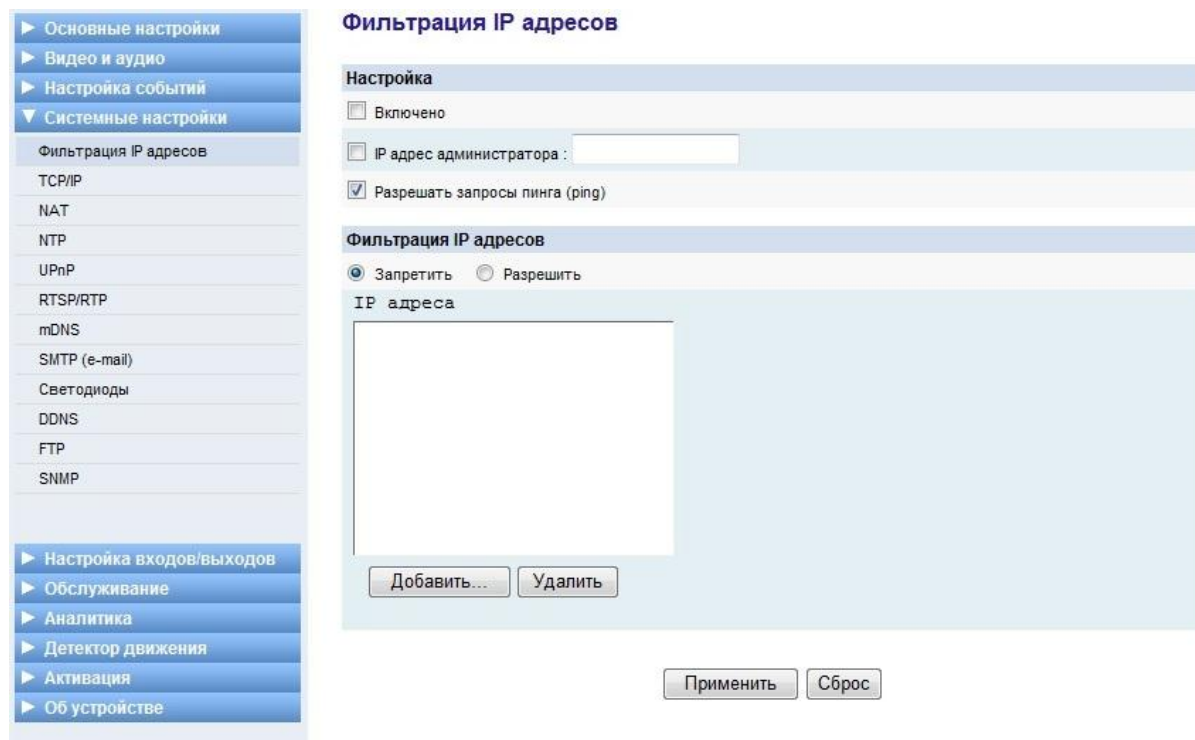 Основные настройки
Видео и аудио
Настройка событий
Системные настройки
Фильтрация IP адресов
TCP/IP
NAT
NTP
UPnP
RTSP/RTP
mDNS
SMTP (e-mail)
Светодиоды
DDNS
FTP
SNMP
Настройка входов/выходов
Обслуживание
Аналитика
Детектор движения
Активация
Об устройстве
Фильтрация IP адресов
Настройка
Включено
IP адрес администратора :
Разрешать запросы пинга (ping)
Фильтрация IP адресов
Запретить Разрешить
IP адреса
Добавить... Удалить
Применить Сброс